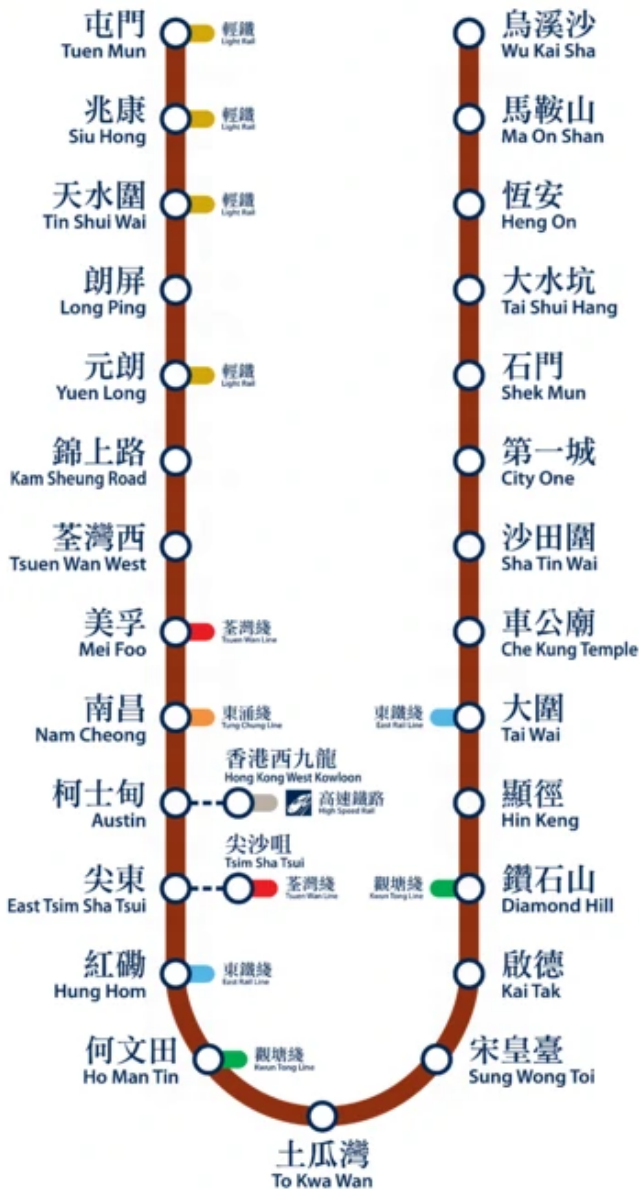 屯門
Tuen Mun
輕鐵
Light Rail
兆康
Siu Hong
輕鐵
Light Rail
天水圍
Tin Shui Wai
輕鐵
Light Rail
朗屏
Long Ping
元朗
Yuen Long
輕鐵
Light Rail
錦上路
Kam Sheung Road
荃灣西
Tsuen Wan West
美孚
Mei Foo
荃灣綫
Tsuen Wan Line
南昌
Nam Cheong
東涌綫
Tung Chung Line
柯士甸
Austin
香港西九龍
Hong Kong West Kowloon
高速鐵路
High Speed Rail
尖東
East Tsim Sha Tsui
尖沙咀
Tsim Sha Tsui
荃灣綫
Tsuen Wan Line
紅磡
Hung Hom
東鐵綫
East Rail Line
何文田
Ho Man Tin
觀塘綫
Kwun Tong Line
土瓜灣
To Kwa Wan
烏溪沙
Wu Kai Sha
馬鞍山
Ma On Shan
恆安
Heng On
大水坑
Tai Shui Hang
石門
Shek Mun
第一城
City One
沙田圍
Sha Tin Wai
車公廟
Che Kung Temple
東鐵綫
East Rail Line
大圍
Tai Wai
顯徑
Hin Keng
觀塘綫
Kwun Tong Line
鑽石山
Diamond Hill
啟德
Kai Tak
宋皇臺
Sung Wong Toi